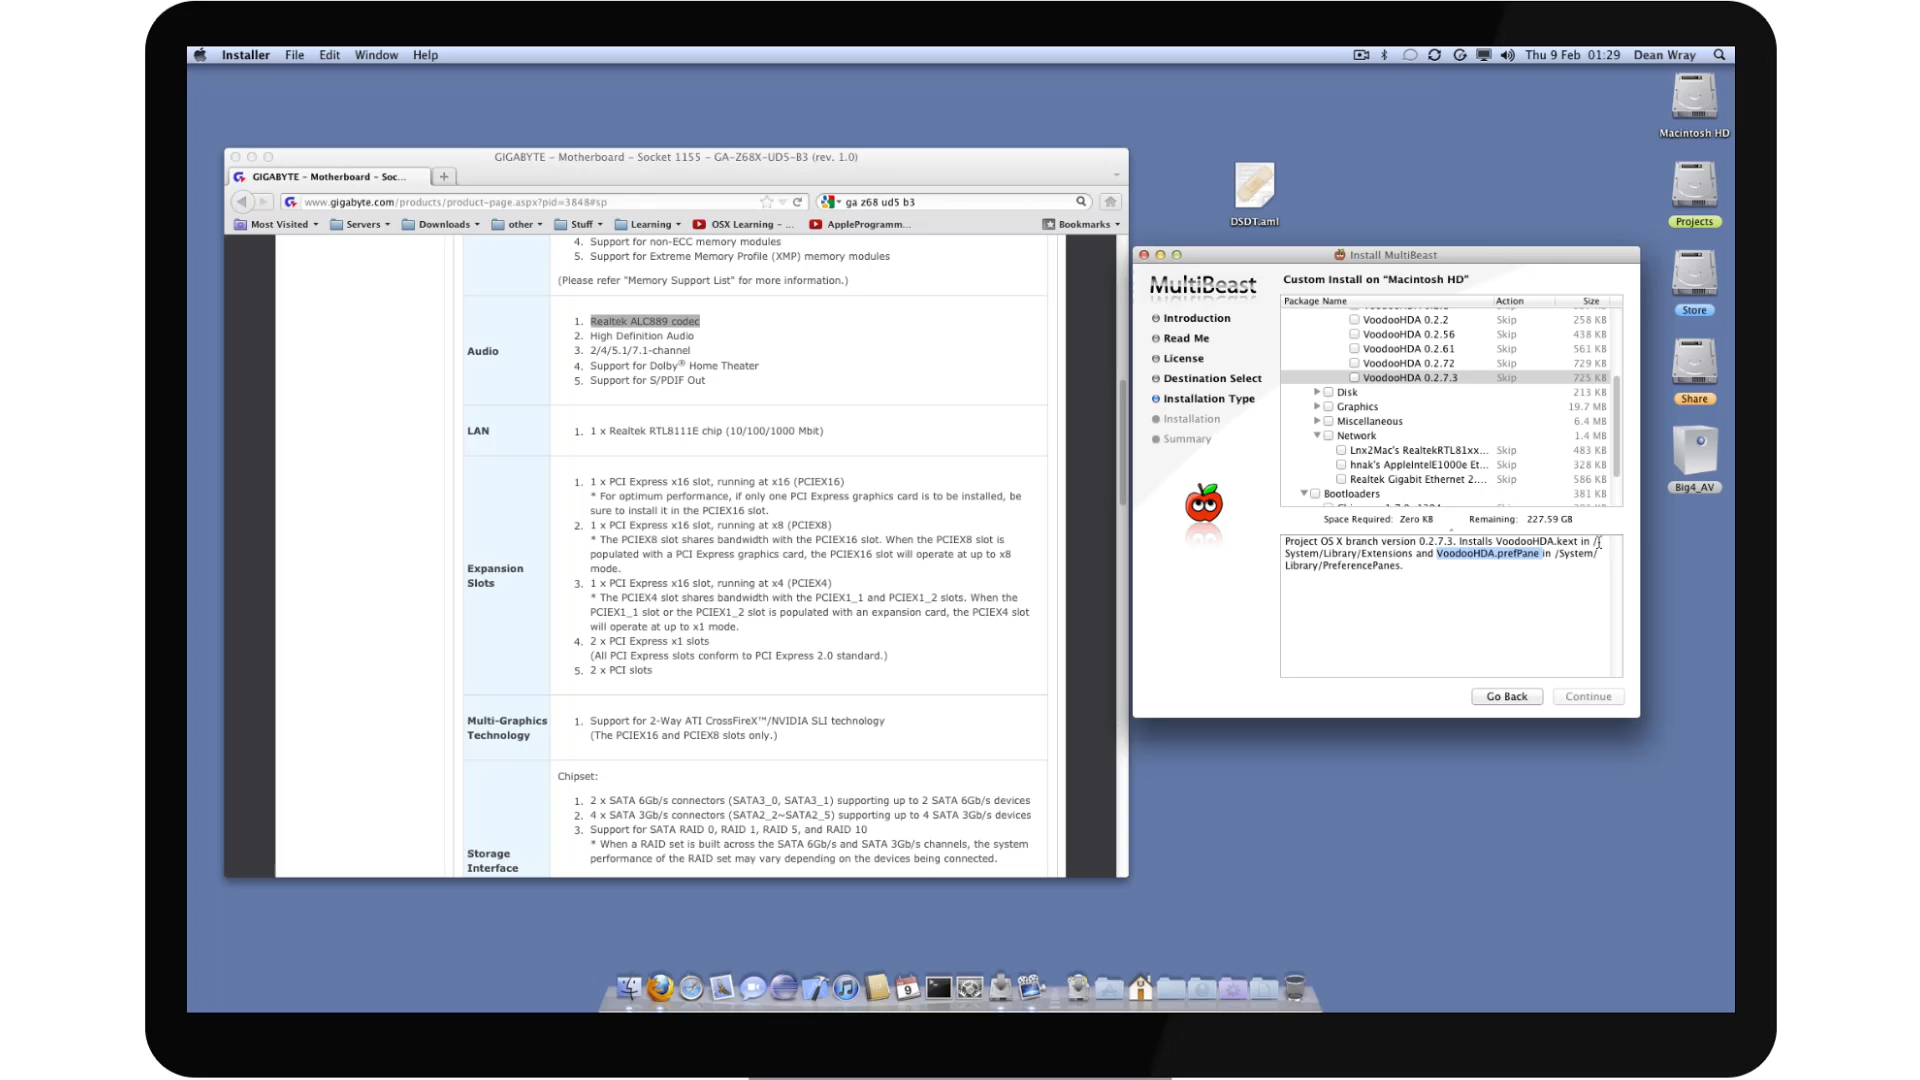 Installer File Edit Window Help
Thu 9 Feb 01:29 Dean Wray
Macintosh HD
Projects
Store
Share
Big4_AV
DSDT.aml
GIGABYTE - Motherboard - Socket 1155 - GA-Z68X-UD5-B3 (rev. 1.0)
GIGABYTE - Motherboard - Soc...
www.gigabyte.com/products/product-page.aspx?pid=3848#sp
ga z68 ud5 b3
Most Visited Servers Downloads other Stuff Learning OSX Learning - ... AppleProgramm... Bookmarks
4. Support for non-ECC memory modules
5. Support for Extreme Memory Profile (XMP) memory modules
(Please refer "Memory Support List" for more information.)
Audio
1. Realtek ALC889 codec
2. High Definition Audio
3. 2/4/5.1/7.1-channel
4. Support for Dolby® Home Theater
5. Support for S/PDIF Out
LAN
1. 1 x Realtek RTL8111E chip (10/100/1000 Mbit)
Expansion
Slots
1. 1 x PCI Express x16 slot, running at x16 (PCIEX16)
* For optimum performance, if only one PCI Express graphics card is to be installed, be
sure to install it in the PCIEX16 slot.
2. 1 x PCI Express x16 slot, running at x8 (PCIEX8)
* The PCIEX8 slot shares bandwidth with the PCIEX16 slot. When the PCIEX8 slot is
populated with a PCI Express graphics card, the PCIEX16 slot will operate at up to x8
mode.
3. 1 x PCI Express x16 slot, running at x4 (PCIEX4)
* The PCIEX4 slot shares bandwidth with the PCIEX1_1 and PCIEX1_2 slots. When the
PCIEX1_1 slot or the PCIEX1_2 slot is populated with an expansion card, the PCIEX4 slot
will operate at up to x1 mode.
4. 2 x PCI Express x1 slots
(All PCI Express slots conform to PCI Express 2.0 standard.)
5. 2 x PCI slots
Multi-Graphics
Technology
1. Support for 2-Way ATI CrossFireX™/NVIDIA SLI technology
(The PCIEX16 and PCIEX8 slots only.)
Storage
Interface
Chipset:
1. 2 x SATA 6Gb/s connectors (SATA3_0, SATA3_1) supporting up to 2 SATA 6Gb/s devices
2. 4 x SATA 3Gb/s connectors (SATA2_2~SATA2_5) supporting up to 4 SATA 3Gb/s devices
3. Support for SATA RAID 0, RAID 1, RAID 5, and RAID 10
* When a RAID set is built across the SATA 6Gb/s and SATA 3Gb/s channels, the system
performance of the RAID set may vary depending on the devices being connected.
Install MultiBeast
MultiBeast
Introduction
Read Me
License
Destination Select
Installation Type
Installation
Summary
Custom Install on "Macintosh HD"
Package Name Action Size
VoodooHDA 0.2.2 Skip 258 KB
VoodooHDA 0.2.56 Skip 438 KB
VoodooHDA 0.2.61 Skip 561 KB
VoodooHDA 0.2.72 Skip 729 KB
VoodooHDA 0.2.7.3 Skip 725 KB
Disk 213 KB
Graphics 19.7 MB
Miscellaneous 6.4 MB
Network 1.4 MB
Lnx2Mac's RealtekRTL81xx... Skip 483 KB
hnak's AppleIntelE1000e Et... Skip 328 KB
Realtek Gigabit Ethernet 2.... Skip 586 KB
Bootloaders 381 KB
Space Required: Zero KB Remaining: 227.59 GB
Project OS X branch version 0.2.7.3. Installs VoodooHDA.kext in /
System/Library/Extensions and VoodooHDA.prefPane in /System/
Library/PreferencePanes.
Go Back Continue
9